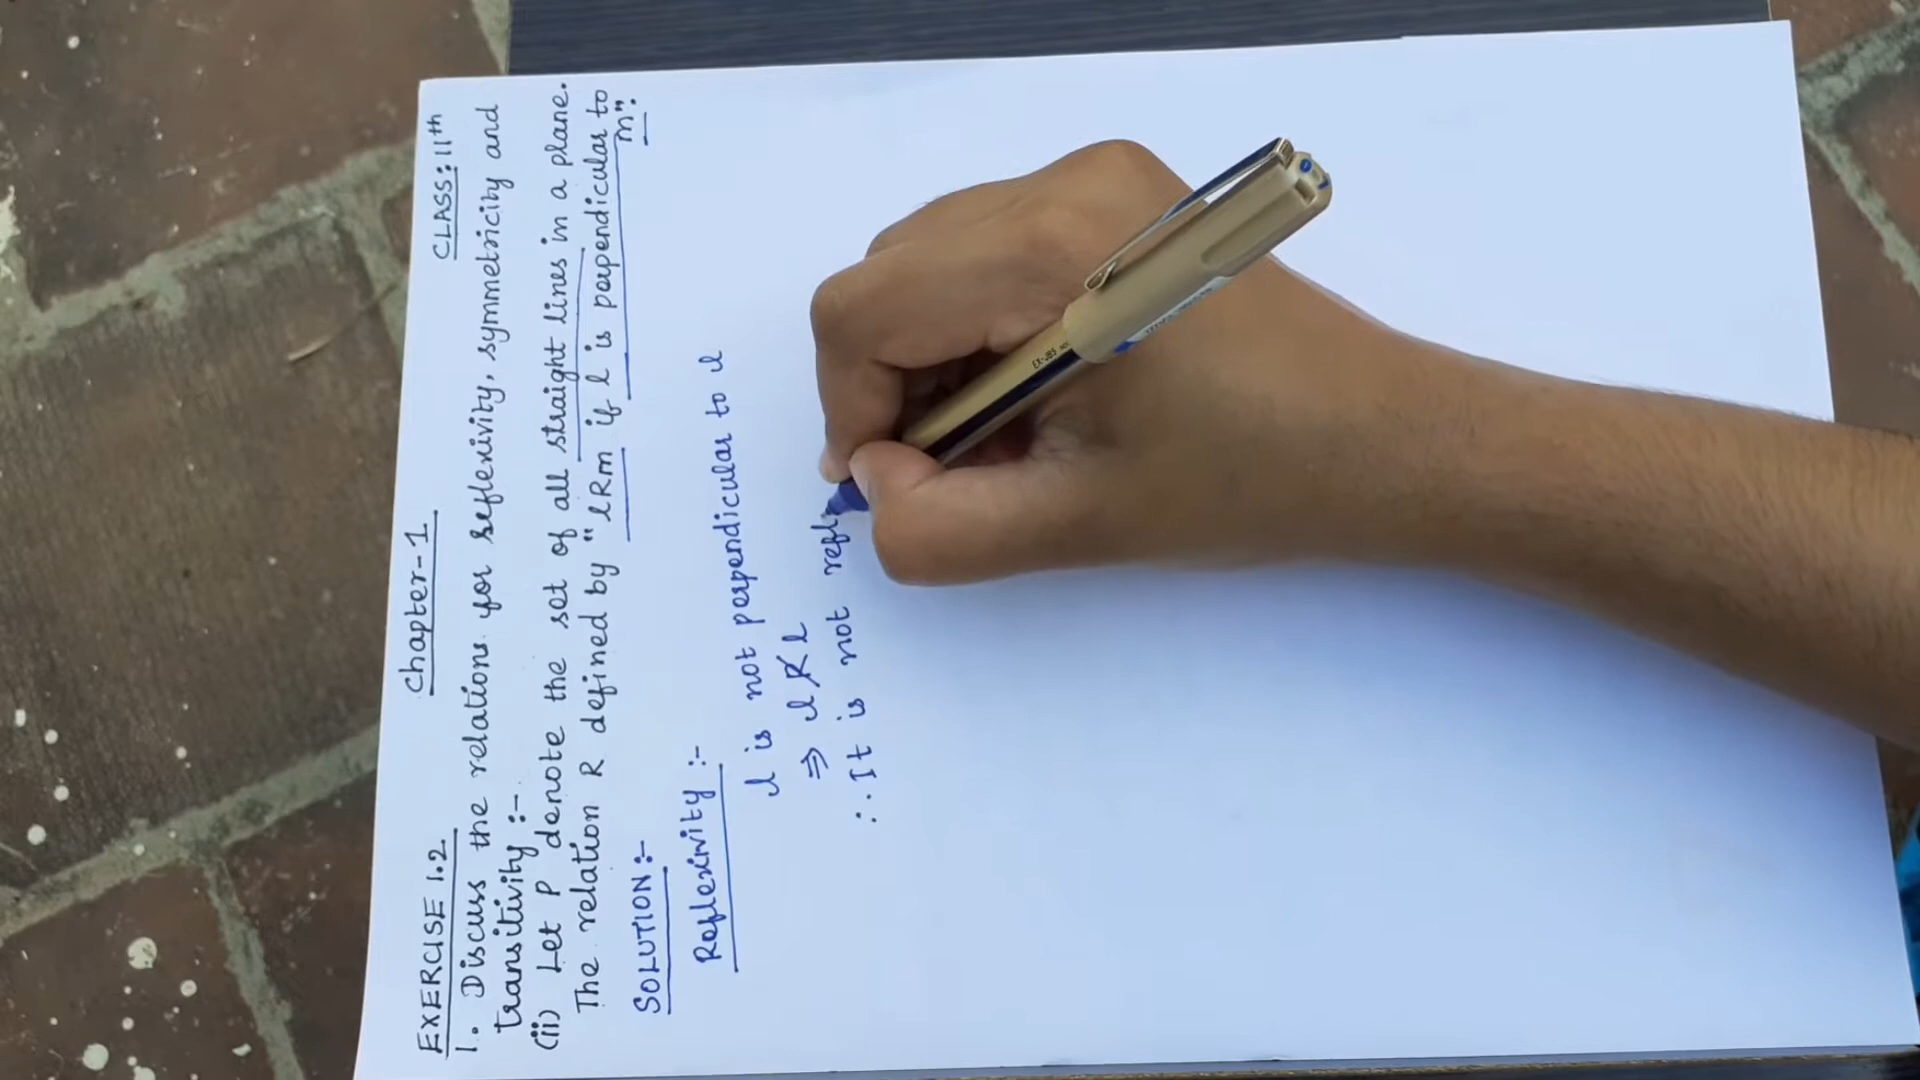 EXERCISE 1.2 Chapter-1 CLASS: 11th
1. Discuss the relations for reflexivity, symmetricity and
transitivity :-
(ii) Let P denote the set of all straight lines in a plane.
The relation R defined by "lRm if l is perpendicular to
m":
SOLUTION:-
Reflexivity :-
l is not perpendicular to l
⇒ l R̸ l
∴ It is not refl